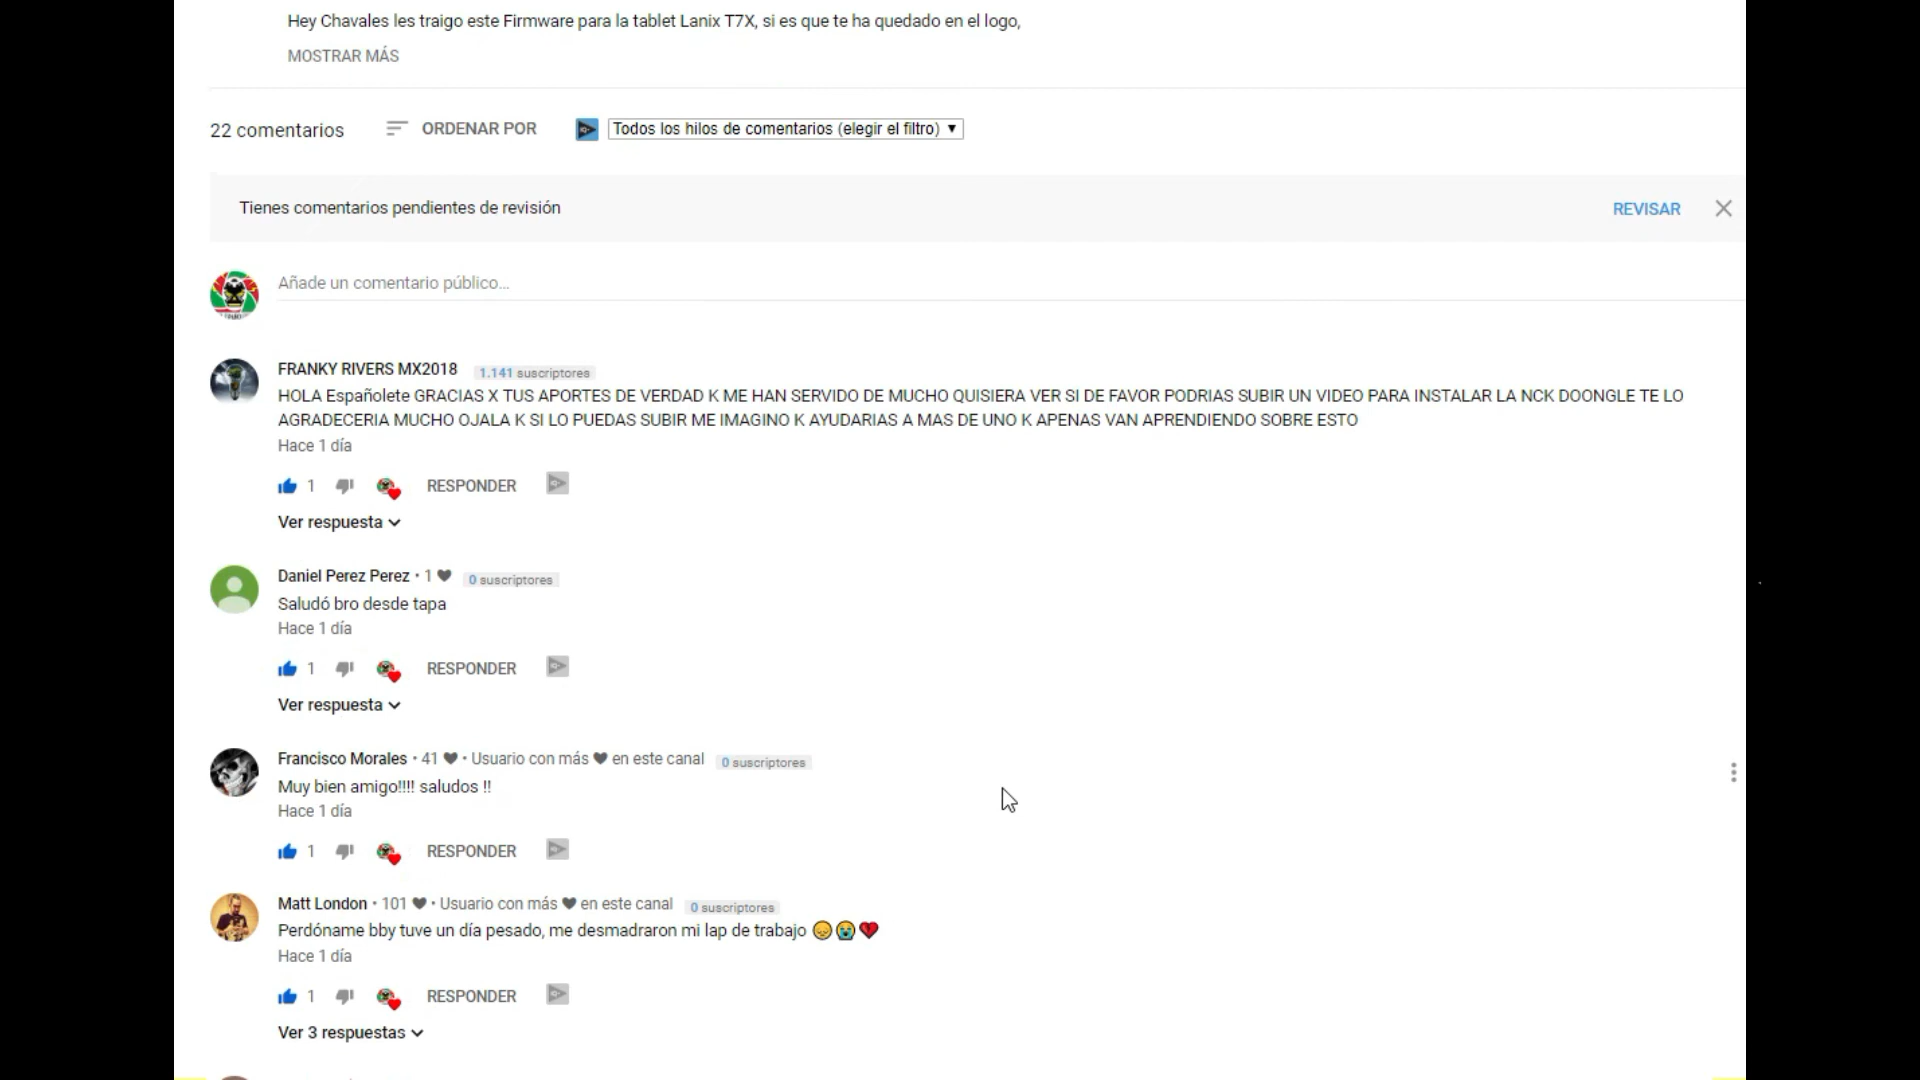 Hey Chavales les traigo este Firmware para la tablet Lanix T7X, si es que te ha quedado en el logo,
MOSTRAR MÁS
22 comentarios
ORDENAR POR
Todos los hilos de comentarios (elegir el filtro) ▼
Tienes comentarios pendientes de revisión
REVISAR
Añade un comentario público...
FRANKY RIVERS MX2018 1.141 suscriptores
HOLA Españolete GRACIAS X TUS APORTES DE VERDAD K ME HAN SERVIDO DE MUCHO QUISIERA VER SI DE FAVOR PODRIAS SUBIR UN VIDEO PARA INSTALAR LA NCK DOONGLE TE LO
AGRADECERIA MUCHO OJALA K SI LO PUEDAS SUBIR ME IMAGINO K AYUDARIAS A MAS DE UNO K APENAS VAN APRENDIENDO SOBRE ESTO
Hace 1 día
1 RESPONDER
Ver respuesta
Daniel Perez Perez • 1 ♥ 0 suscriptores
Saludó bro desde tapa
Hace 1 día
1 RESPONDER
Ver respuesta
Francisco Morales • 41 ♥ • Usuario con más ♥ en este canal 0 suscriptores
Muy bien amigo!!!! saludos !!
Hace 1 día
1 RESPONDER
Matt London • 101 ♥ • Usuario con más ♥ en este canal 0 suscriptores
Perdóname bby tuve un día pesado, me desmadraron mi lap de trabajo 😞😭💔
Hace 1 día
1 RESPONDER
Ver 3 respuestas